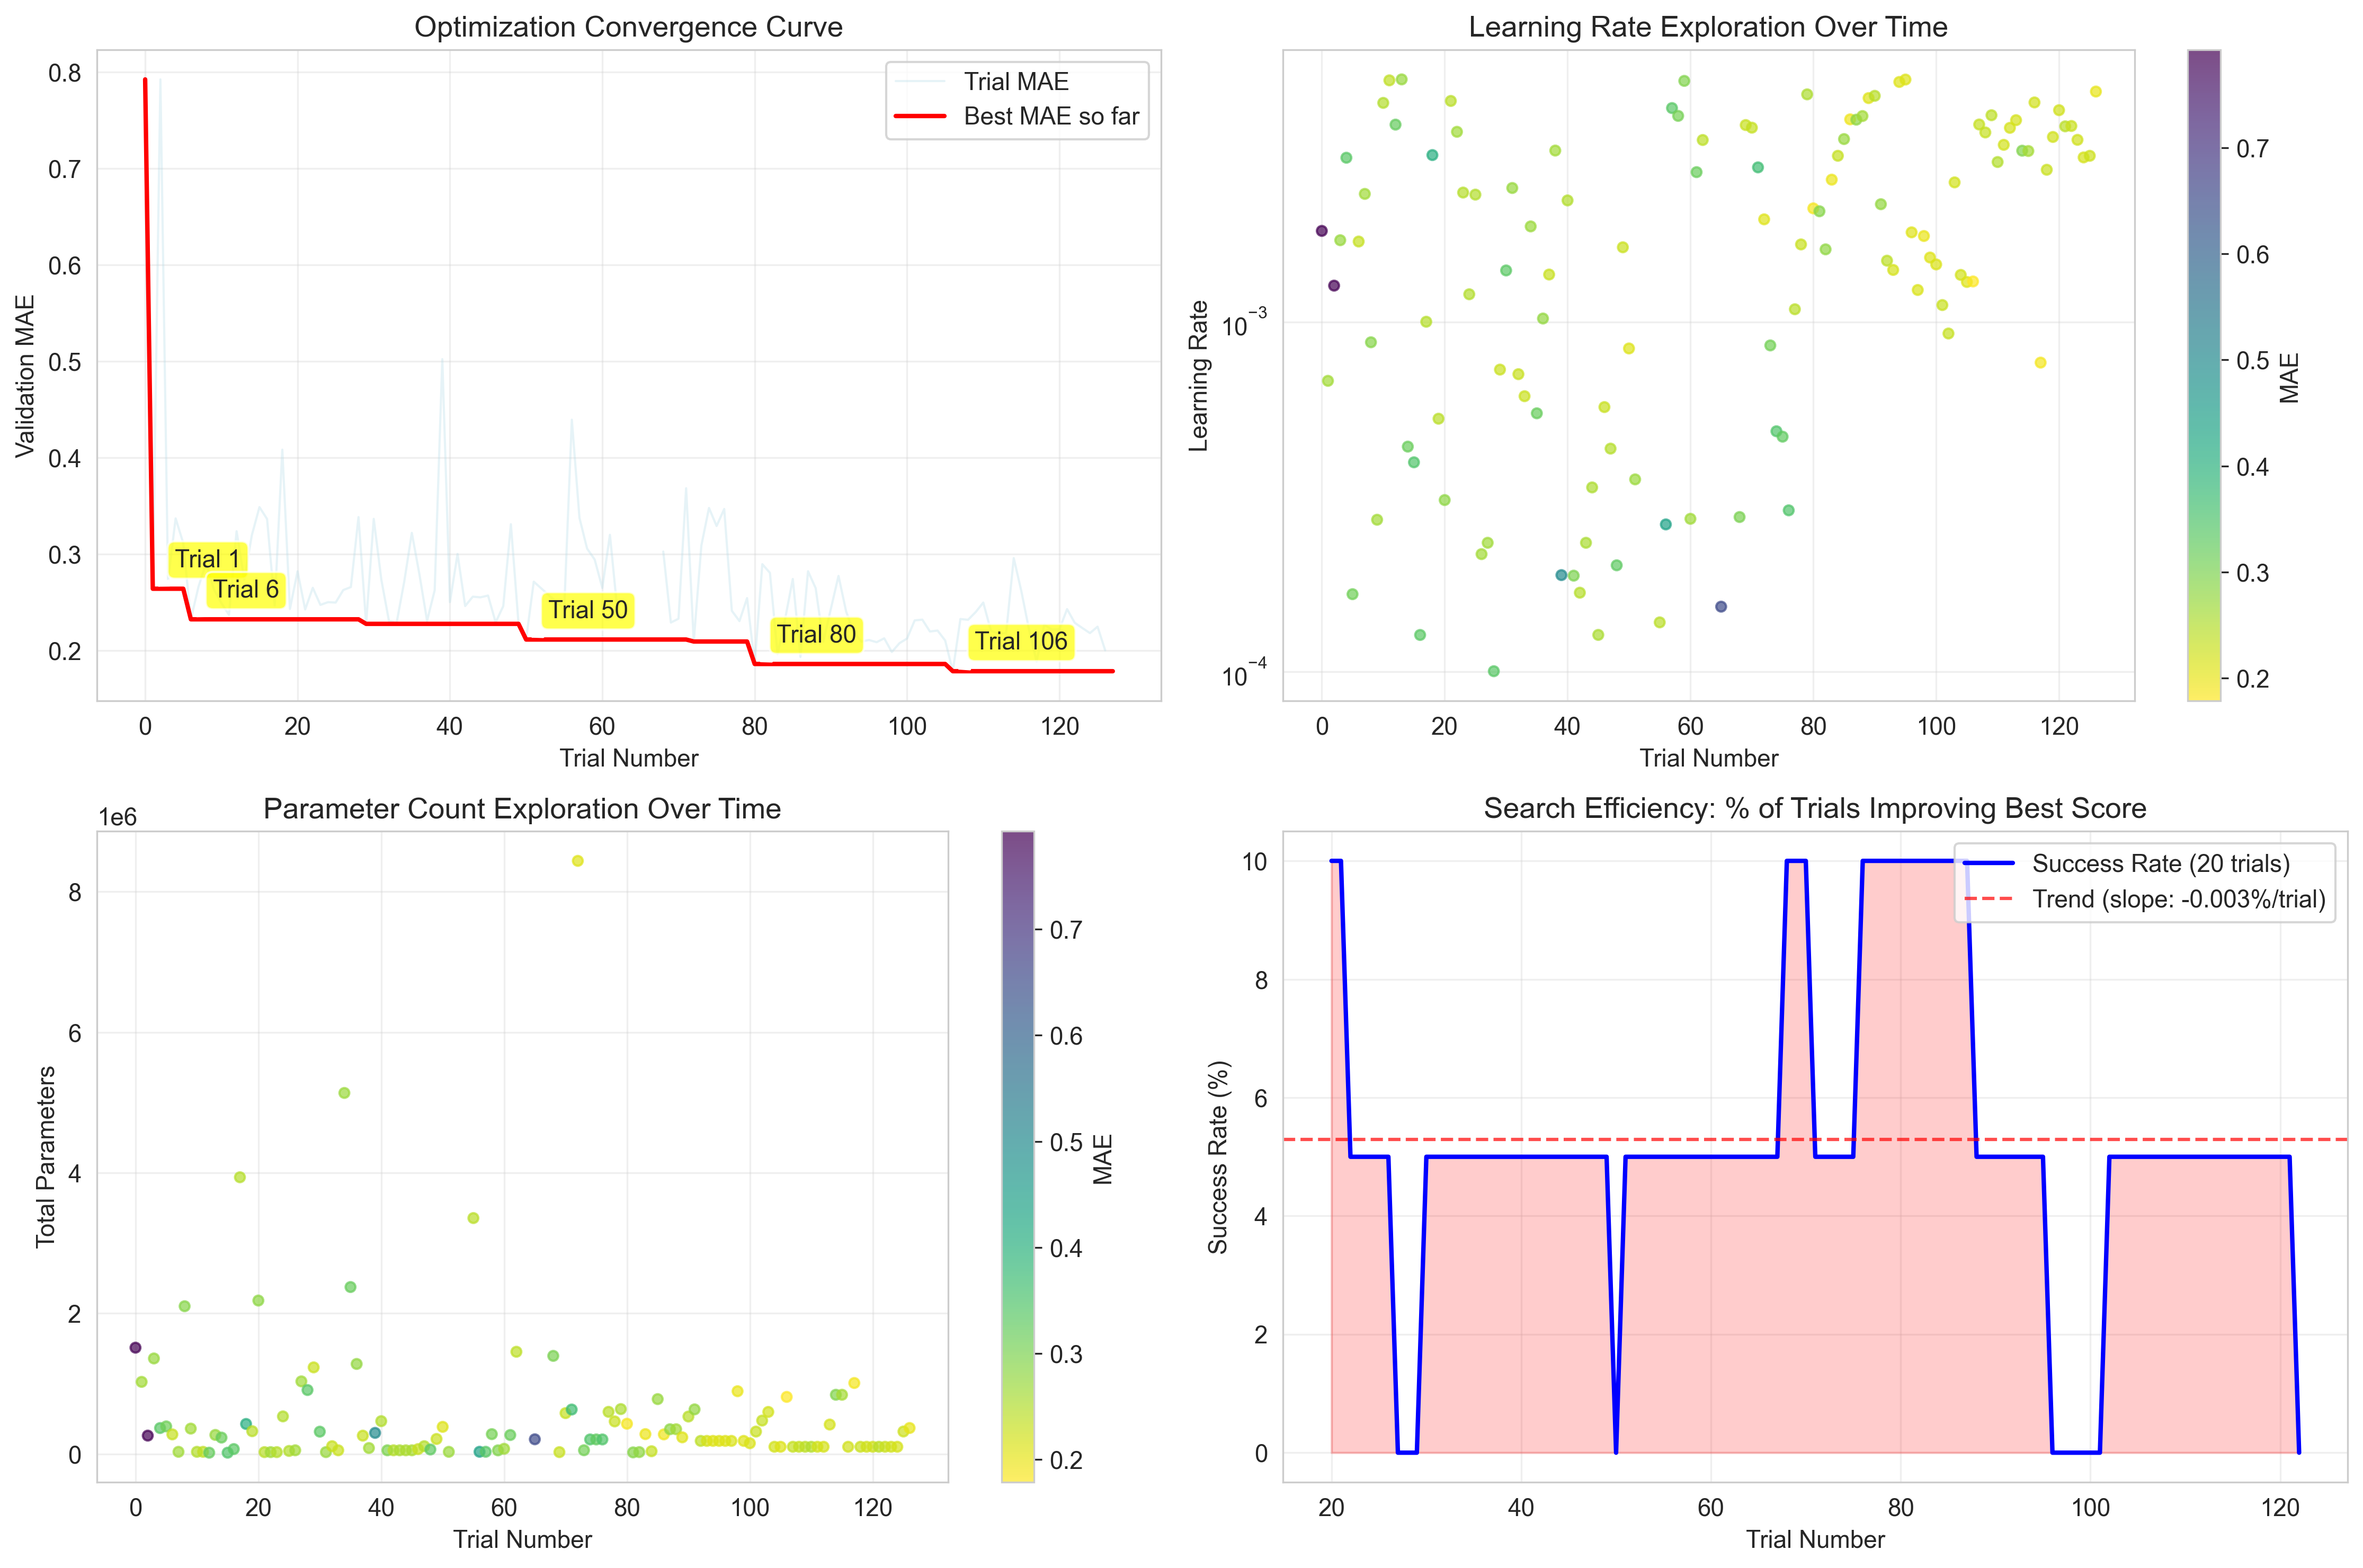 Optimization Convergence Curve
Trial MAE
Best MAE so far
Trial 1
Trial 6
Trial 50
Trial 80
Trial 106
Validation MAE
0.8
0.7
0.6
0.5
0.4
0.3
0.2
0 20 40 60 80 100 120
Trial Number
Learning Rate Exploration Over Time
Learning Rate
10⁻³
10⁻⁴
0 20 40 60 80 100 120
Trial Number
0.7
0.6
0.5
0.4
0.3
0.2
MAE
Parameter Count Exploration Over Time
1e6
Total Parameters
8
6
4
2
0
0 20 40 60 80 100 120
Trial Number
0.7
0.6
0.5
0.4
0.3
0.2
MAE
Search Efficiency: % of Trials Improving Best Score
Success Rate (20 trials)
Trend (slope: -0.003%/trial)
Success Rate (%)
10
8
6
4
2
0
20 40 60 80 100 120
Trial Number